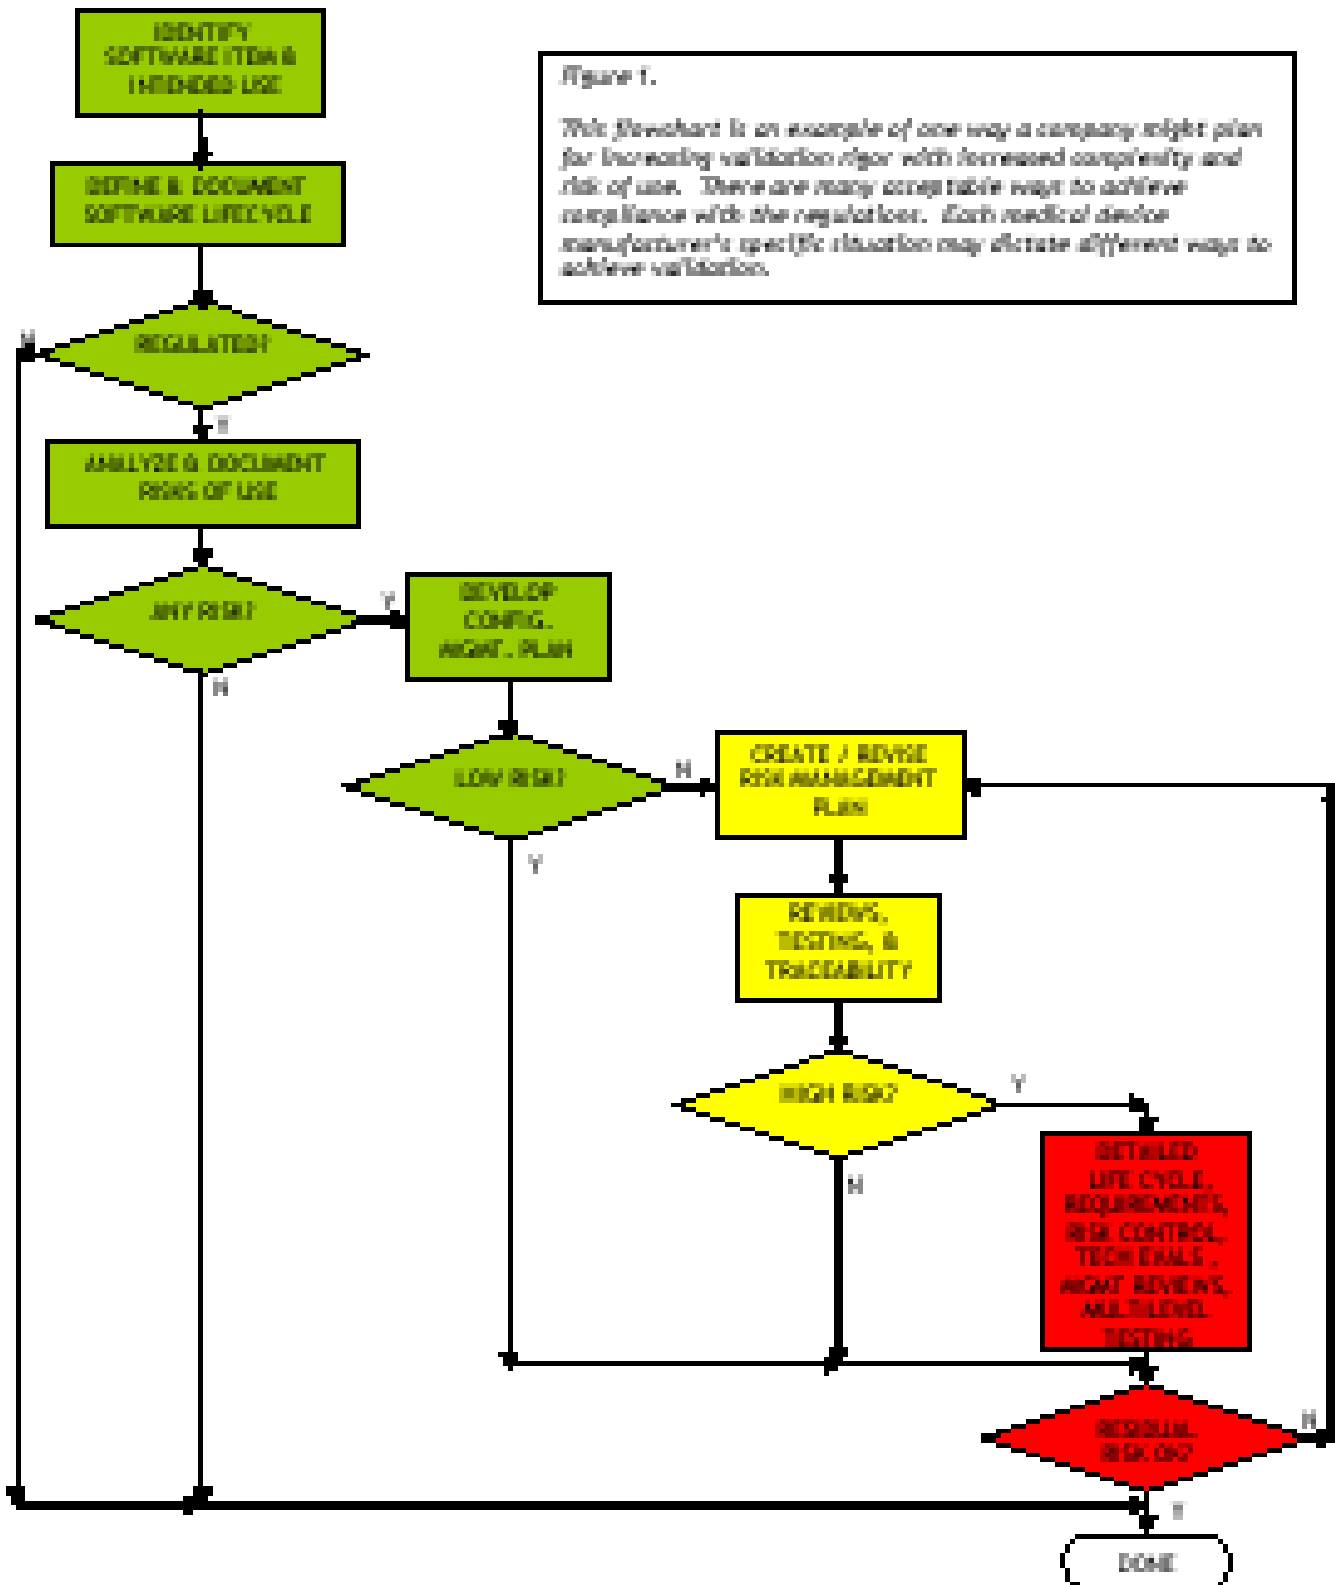 IDENTIFY
SOFTWARE ITEM &
INTENDED USE
Figure 1.
This flowchart is an example of one way a company might plan
for increasing validation rigor with increased complexity and
risk of use. There are many acceptable ways to achieve
compliance with the regulations. Each medical device
manufacturer's specific situation may dictate different ways to
achieve validation.
DEFINE & DOCUMENT
SOFTWARE LIFECYCLE
REGULATED?
N
Y
ANALYZE & DOCUMENT
RISKS OF USE
ANY RISK?
Y
N
DEVELOP
CONFIG.
MGMT. PLAN
LOW RISK?
N
Y
CREATE / REVISE
RISK MANAGEMENT
PLAN
REVIEWS,
TESTING, &
TRACEABILITY
HIGH RISK?
Y
N
DETAILED
LIFE CYCLE,
REQUIREMENTS,
RISK CONTROL,
TECH EVALS.,
MGMT REVIEWS,
MULTILEVEL
TESTING
RESIDUAL
RISK OK?
N
Y
DONE